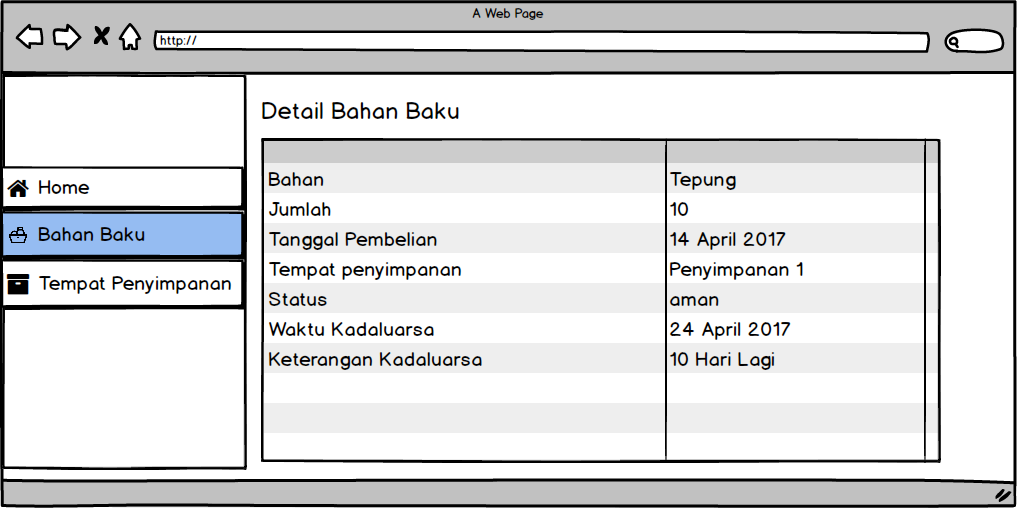 A Web Page
http://
Home
Bahan Baku
Tempat Penyimpanan
Detail Bahan Baku
Bahan Tepung
Jumlah 10
Tanggal Pembelian 14 April 2017
Tempat penyimpanan Penyimpanan 1
Status aman
Waktu Kadaluarsa 24 April 2017
Keterangan Kadaluarsa 10 Hari Lagi